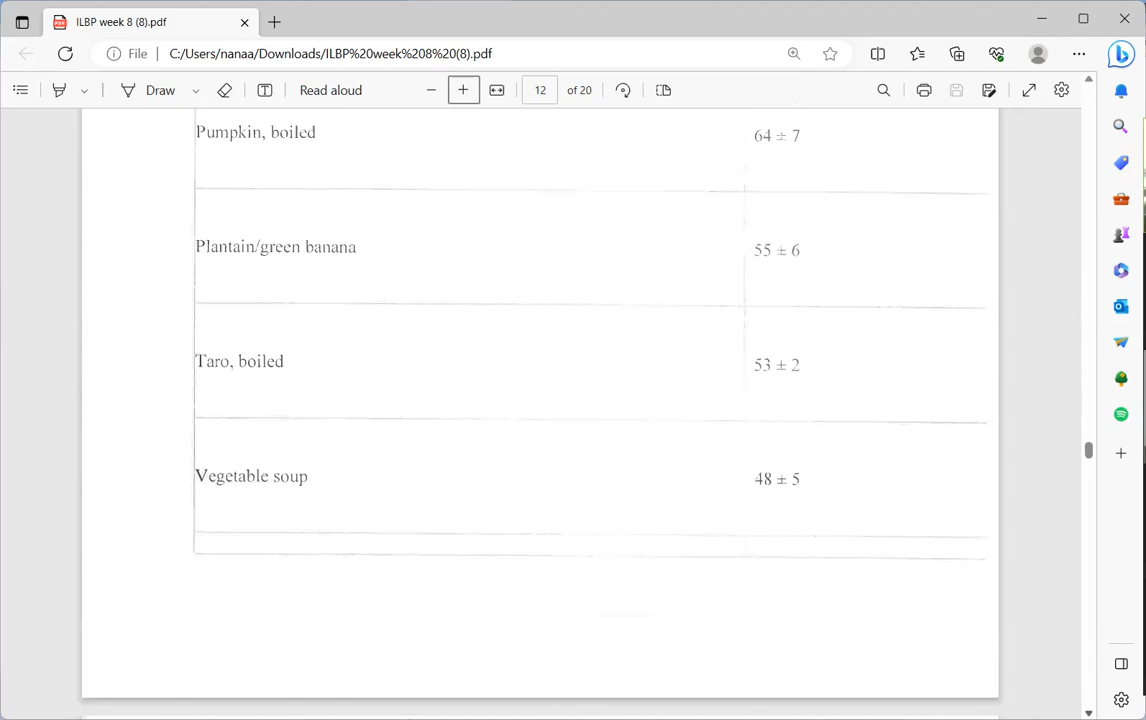 ILBP week 8 (8).pdf
File C:/Users/nanaa/Downloads/ILBP%20week%208%20(8).pdf
Draw Read aloud 12 of 20
Pumpkin, boiled 64 ± 7
Plantain/green banana 55 ± 6
Taro, boiled 53 ± 2
Vegetable soup 48 ± 5